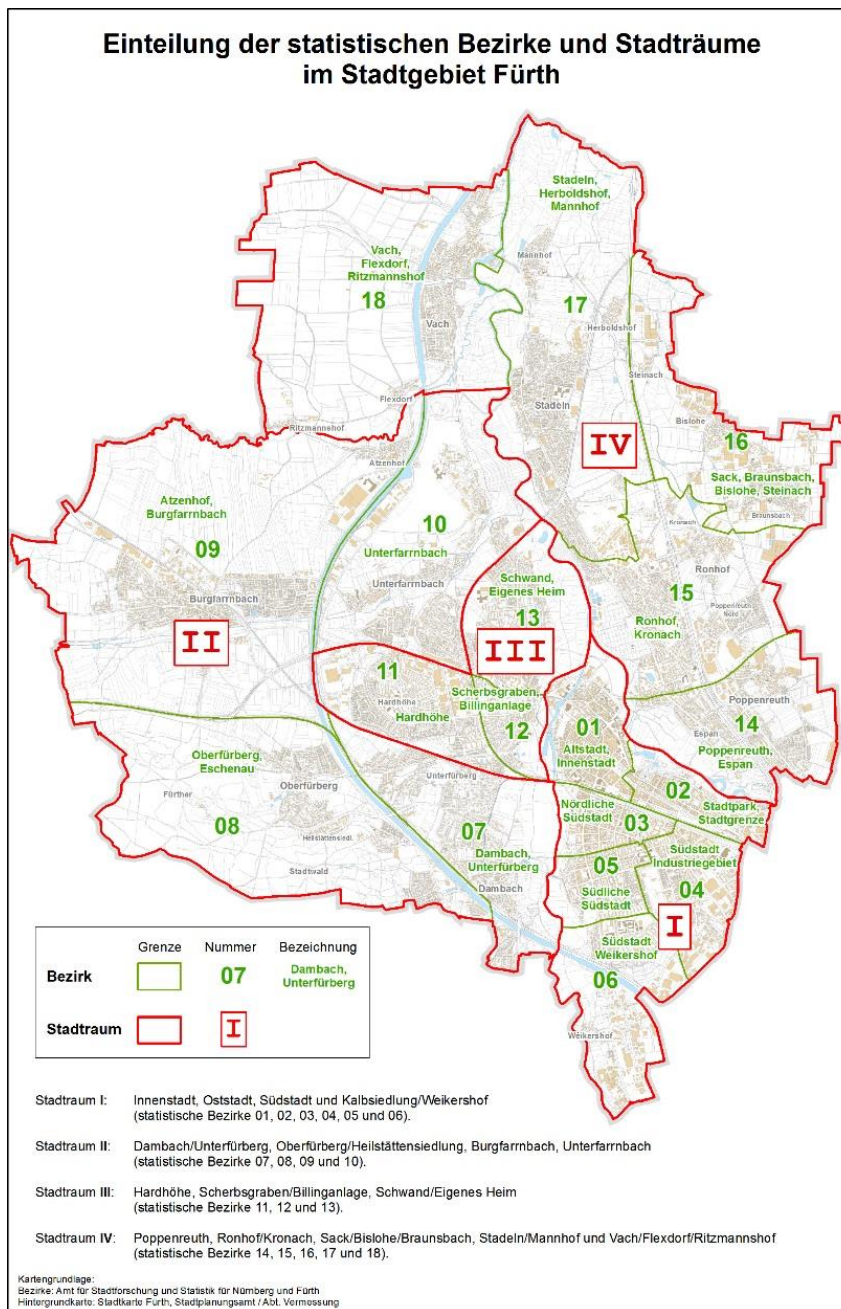 Einteilung der statistischen Bezirke und Stadträume
im Stadtgebiet Fürth
Stadeln,
Herboldshof,
Mannhof
Vach,
Flexdorf,
Ritzmannshof
18
Mannhof
17
Vach
Herboldshof
Steinach
Flexdorf
Stadeln
Bislohe
Ritzmannshof
IV
16
Atzenhof
Sack, Braunsbach,
Bislohe, Steinach
Atzenhof,
Burgfarrnbach
10
Kronach
Braunsbach
09
Unterfarrnbach
Ronhof
Schwand,
Eigenes Heim
Unterfarrnbach
15
Burgfarrnbach
13
Poppenreuth
Nord
Ronhof,
Kronach
II
III
11
Scherbsgraben,
Billinganlage
Hardhöhe
Hardhöhe
01
Poppenreuth
12
14
Espan
Altstadt,
Innenstadt
Poppenreuth,
Espan
Oberfürberg,
Eschenau
Unterfürberg
Oberfürberg
02
Fürther
Nördliche
Südstadt
Stadtpark,
Stadtgrenze
08
07
03
Heilstättensiedl.
Südstadt
Industriegebiet
Dambach,
Unterfürberg
05
Stadtwald
04
Dambach
Südliche
Südstadt
I
Südstadt
Weikershof
06
Weikershof
Grenze Nummer Bezeichnung
Bezirk 07 Dambach,
Unterfürberg
Stadtraum I
Stadtraum I: Innenstadt, Oststadt, Südstadt und Kalbsiedlung/Weikershof
(statistische Bezirke 01, 02, 03, 04, 05 und 06).
Stadtraum II: Dambach/Unterfürberg, Oberfürberg/Heilstättensiedlung, Burgfarrnbach, Unterfarrnbach
(statistische Bezirke 07, 08, 09 und 10).
Stadtraum III: Hardhöhe, Scherbsgraben/Billinganlage, Schwand/Eigenes Heim
(statistische Bezirke 11, 12 und 13).
Stadtraum IV: Poppenreuth, Ronhof/Kronach, Sack/Bislohe/Braunsbach, Stadeln/Mannhof und Vach/Flexdorf/Ritzmannshof
(statistische Bezirke 14, 15, 16, 17 und 18).
Kartengrundlage:
Bezirke: Amt für Stadtforschung und Statistik für Nürnberg und Fürth
Hintergrundkarte: Stadtkarte Fürth, Stadtplanungsamt / Abt. Vermessung